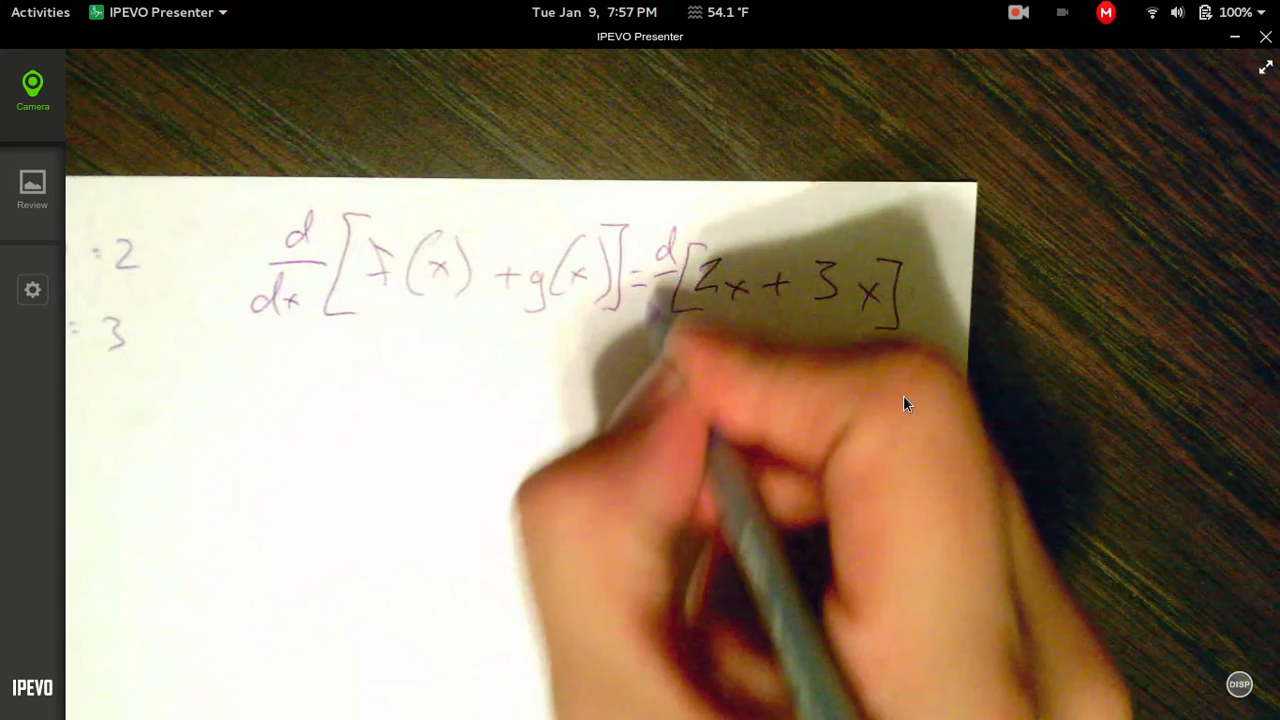 Activities IPEVO Presenter Tue Jan 9, 7:57 PM 54.1 °F M 100%
IPEVO Presenter
Camera
Review
= 2
d/dx [f(x) + g(x)] = d [2x + 3x]
= 3
IPEVO
DISP